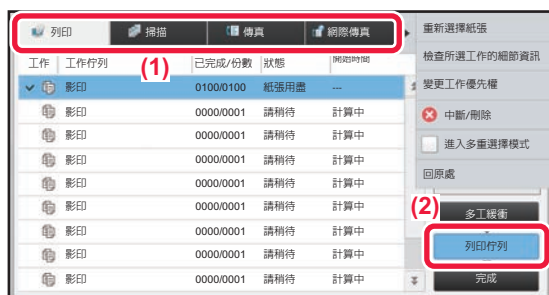 列印 掃描 傳真 網際傳真
工作 工作佇列 已完成/份數 狀態 開始時間
(1)
影印 0100/0100 紙張用盡 ---
影印 0000/0001 請稍待 計算中
影印 0000/0001 請稍待 計算中
影印 0000/0001 請稍待 計算中
影印 0000/0001 請稍待 計算中
影印 0000/0001 請稍待 計算中
影印 0000/0001 請稍待 計算中
影印 0000/0001 請稍待 計算中
影印 0000/0001 請稍待 計算中
重新選擇紙張
檢查所選工作的細節資訊
變更工作優先權
中斷/刪除
進入多重選擇模式
回原處
(2)
多工緩衝
列印佇列
完成